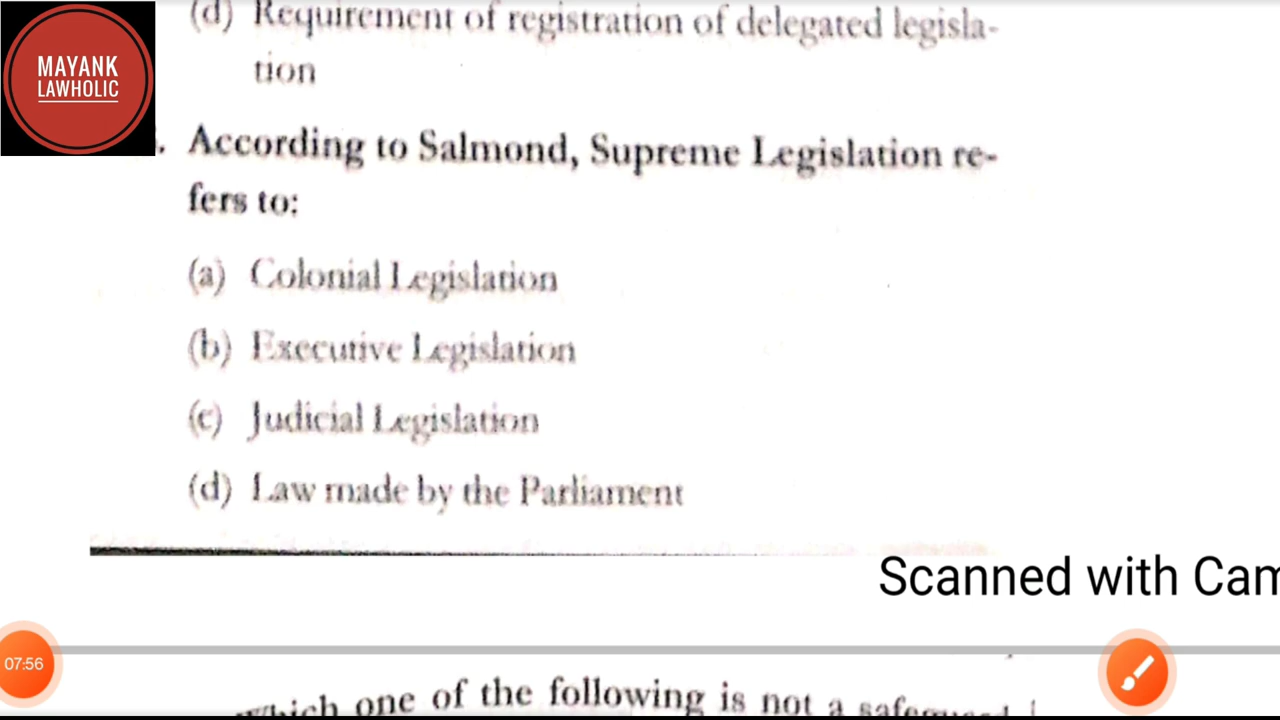 MAYANK
LAWHOLIC
(d) Requirement of registration of delegated legisla-
tion
. According to Salmond, Supreme Legislation re-
fers to:
(a) Colonial Legislation
(b) Executive Legislation
(c) Judicial Legislation
(d) Law made by the Parliament
Scanned with Cam
07:56
one of the following is not a